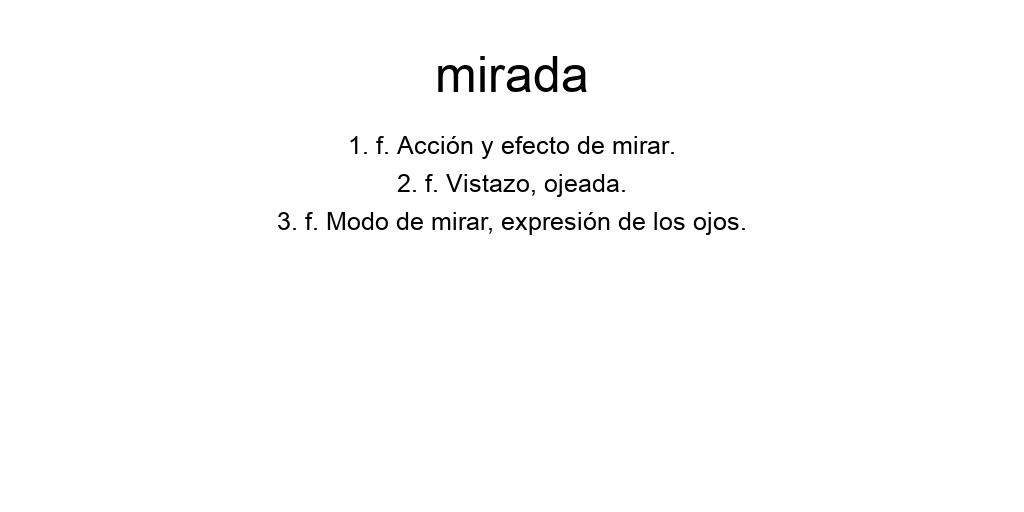 mirada
1. f. Acción y efecto de mirar.
2. f. Vistazo, ojeada.
3. f. Modo de mirar, expresión de los ojos.